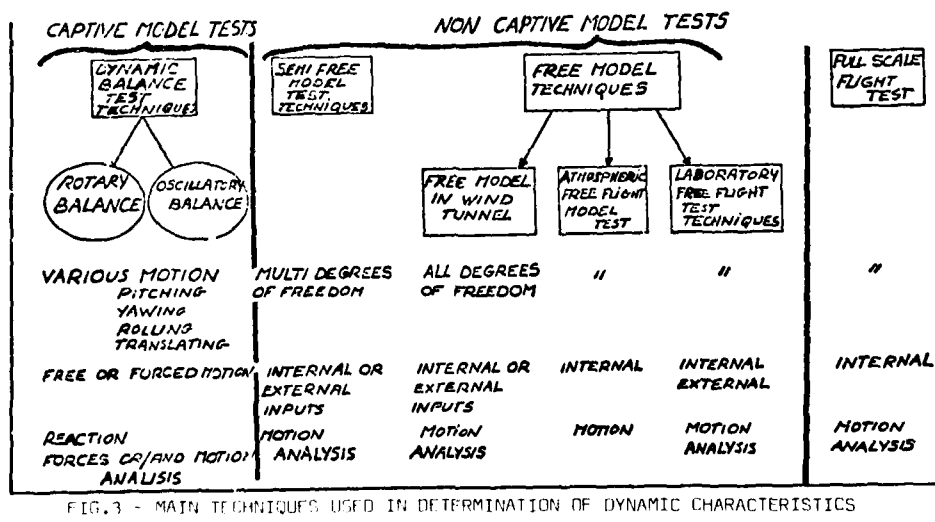 CAPTIVE MODEL TESTS
NON CAPTIVE MODEL TESTS
DYNAMIC
BALANCE
TEST
TECHNIQUES
SEMI FREE
MODEL
TEST
TECHNIQUES
FREE MODEL
TECHNIQUES
FULL SCALE
FLIGHT
TEST
ROTARY
BALANCE
OSCILLATORY
BALANCE
FREE MODEL
IN WIND
TUNNEL
ATHOSPHERIC
FREE FLIGHT
MODEL
TEST
LABORATORY
FREE FLIGHT
TEST
TECHNIQUES
VARIOUS MOTION
PITCHING
YAWING
ROLLING
TRANSLATING
MULTI DEGREES
OF FREEDOM
ALL DEGREES
OF FREEDOM
"
"
"
FREE OR FORCED MOTION
INTERNAL OR
EXTERNAL
INPUTS
INTERNAL OR
EXTERNAL
INPUTS
INTERNAL
INTERNAL
EXTERNAL
INTERNAL
REACTION
FORCES OR/AND MOTION
ANALISIS
MOTION
ANALYSIS
MOTION
ANALYSIS
MOTION
MOTION
ANALYSIS
MOTION
ANALYSIS
FIG.3 - MAIN TECHNIQUES USED IN DETERMINATION OF DYNAMIC CHARACTERISTICS